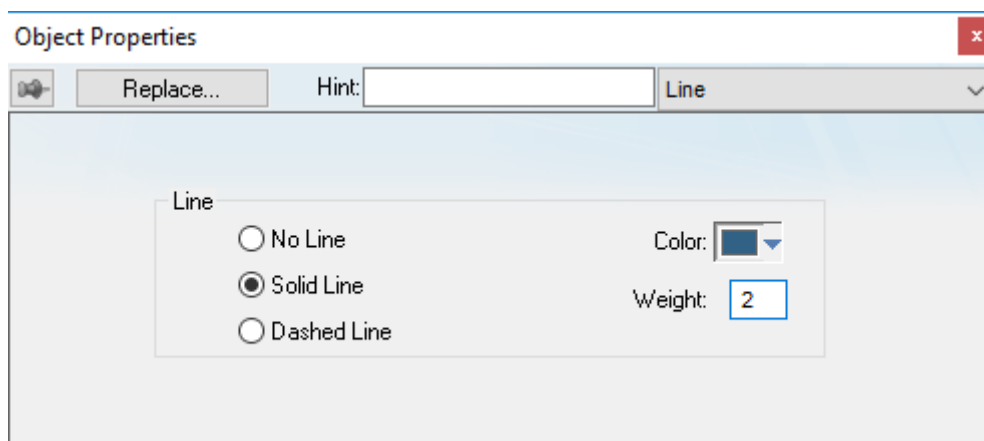 Object Properties
x
Replace... Hint: Line
Line
No Line Color:
Solid Line Weight: 2
Dashed Line